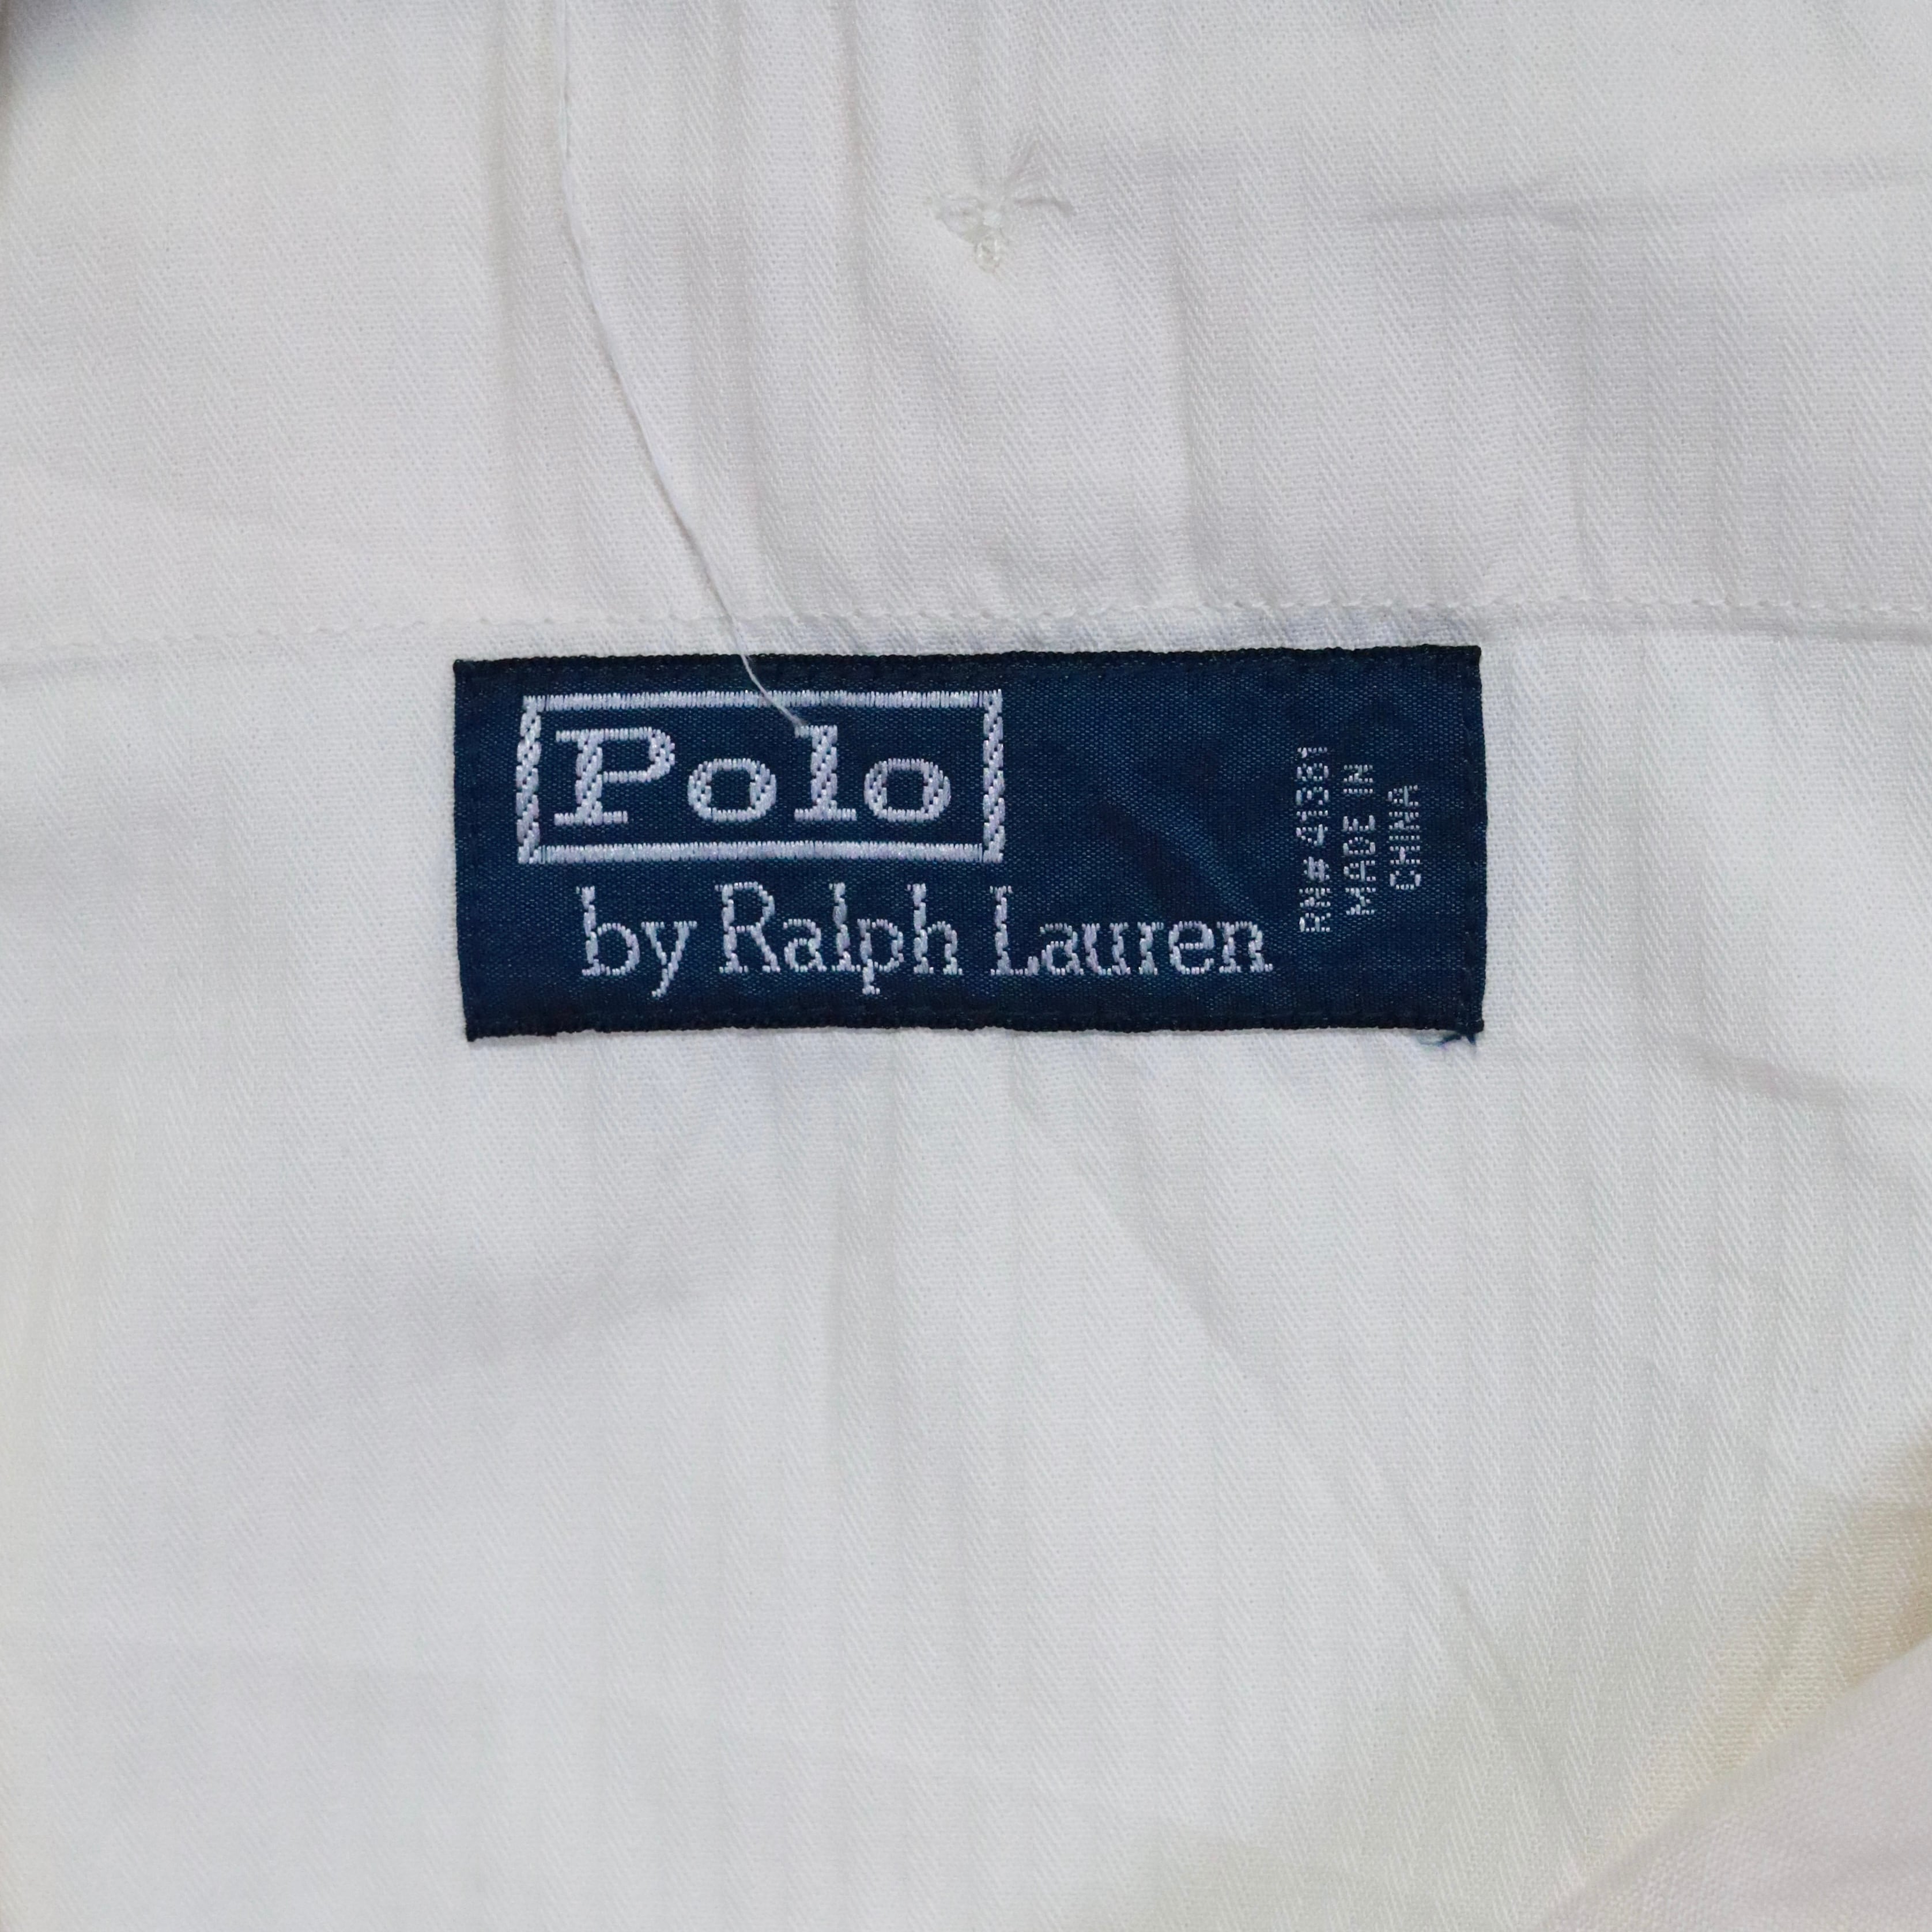 Polo
by Ralph Lauren
RN# 41381
MADE IN
CHINA